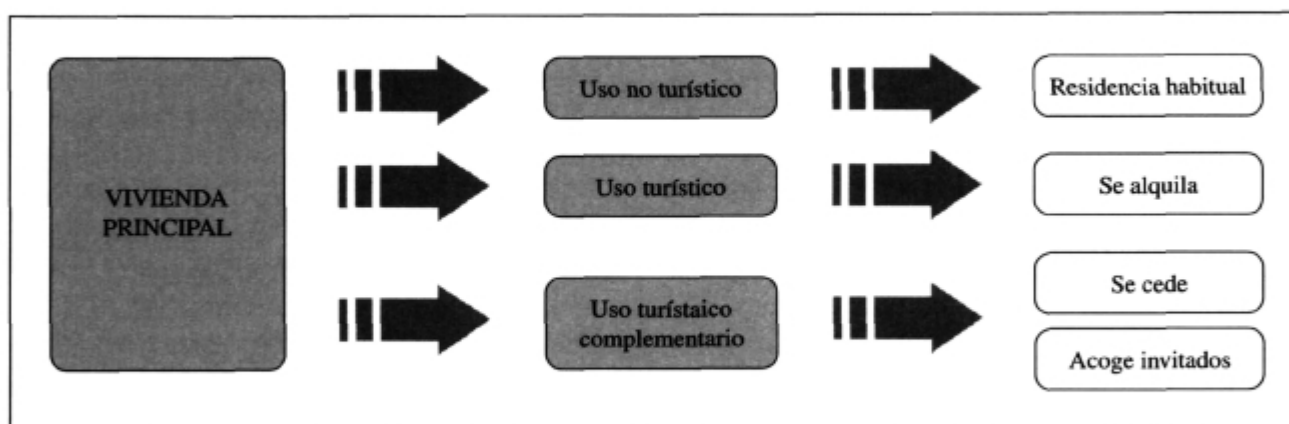 VIVIENDA
PRINCIPAL
Uso no turístico
Residencia habitual
Uso turístico
Se alquila
Uso turístaico
complementario
Se cede
Acoge invitados